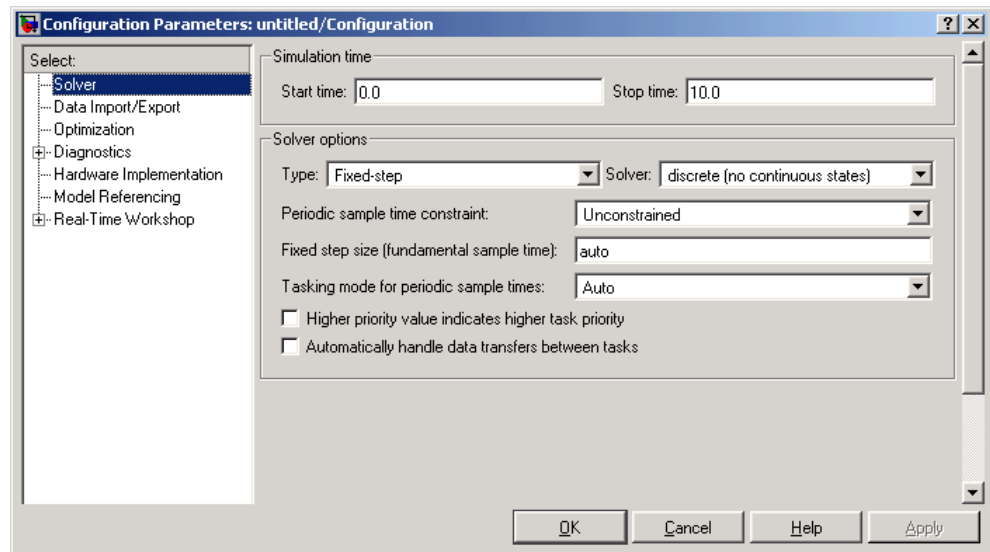 Configuration Parameters: untitled/Configuration
Select:
Solver
Data Import/Export
Optimization
Diagnostics
Hardware Implementation
Model Referencing
Real-Time Workshop
Simulation time
Start time: 0.0 Stop time: 10.0
Solver options
Type: Fixed-step Solver: discrete (no continuous states)
Periodic sample time constraint: Unconstrained
Fixed step size (fundamental sample time): auto
Tasking mode for periodic sample times: Auto
Higher priority value indicates higher task priority
Automatically handle data transfers between tasks
OK Cancel Help Apply